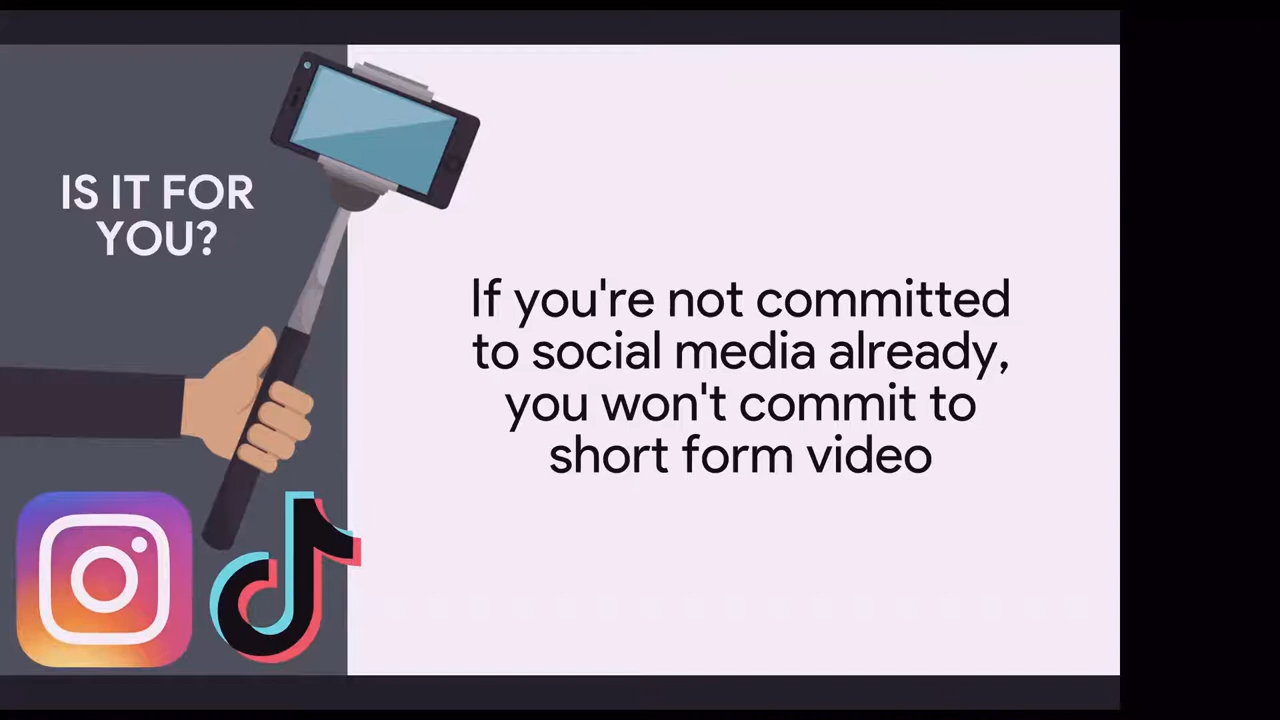 IS IT FOR
YOU?
If you're not committed
to social media already,
you won't commit to
short form video